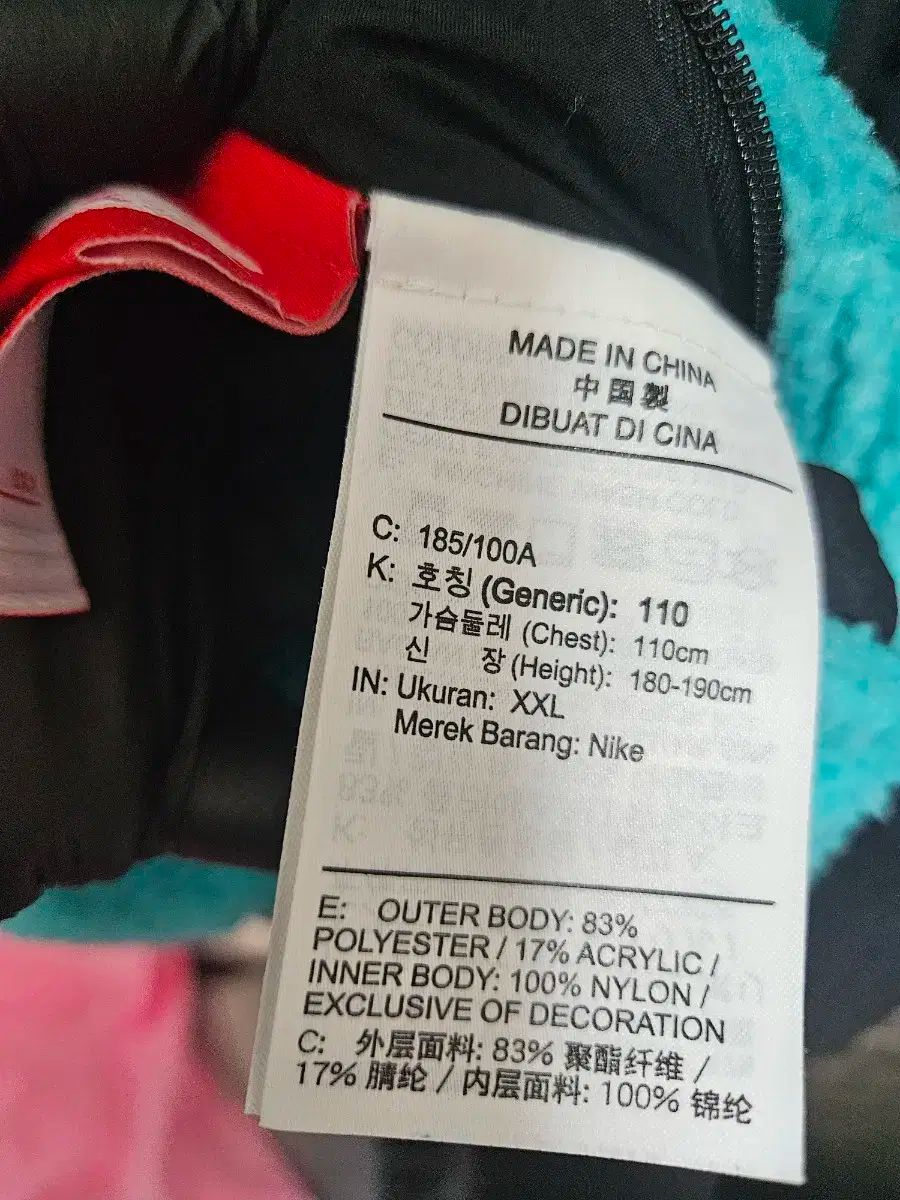 MADE IN CHINA
中国製
DIBUAT DI CINA
C: 185/100A
K: 호칭 (Generic): 110
가슴둘레 (Chest): 110cm
신 장 (Height): 180-190cm
IN: Ukuran: XXL
Merek Barang: Nike
E: OUTER BODY: 83%
POLYESTER / 17% ACRYLIC /
INNER BODY: 100% NYLON /
EXCLUSIVE OF DECORATION
C: 外层面料: 83% 聚酯纤维 /
17% 腈纶 / 内层面料: 100% 锦纶